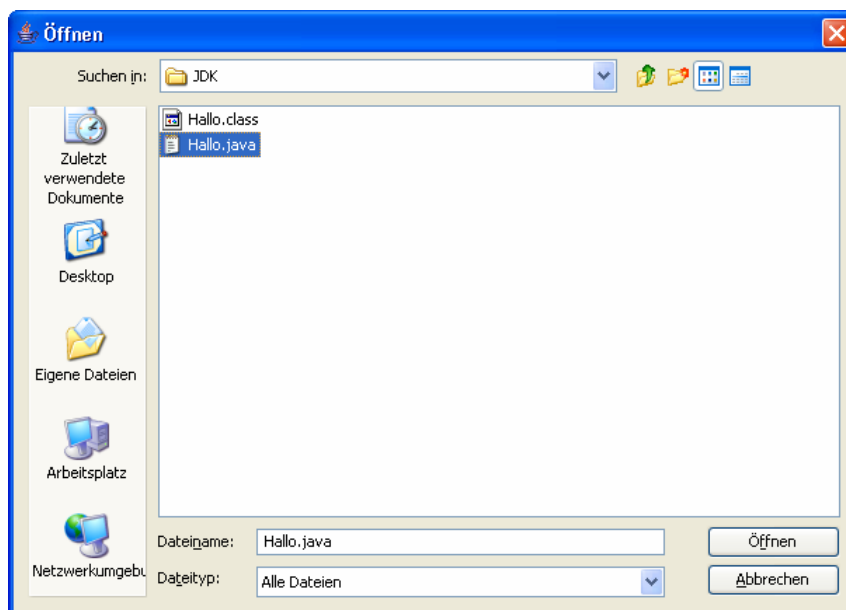 Öffnen
Suchen in:
JDK
Zuletzt
verwendete
Dokumente
Desktop
Eigene Dateien
Arbeitsplatz
Netzwerkumgebu
Hallo.class
Hallo.java
Dateiname:
Hallo.java
Öffnen
Dateityp:
Alle Dateien
Abbrechen